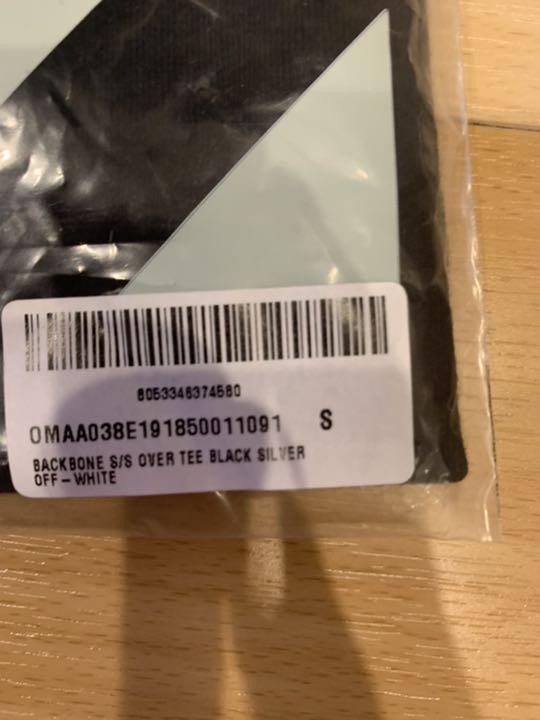 8053346374580
OMAA038E191850011091 S
BACKBONE S/S OVER TEE BLACK SILVER
OFF-WHITE